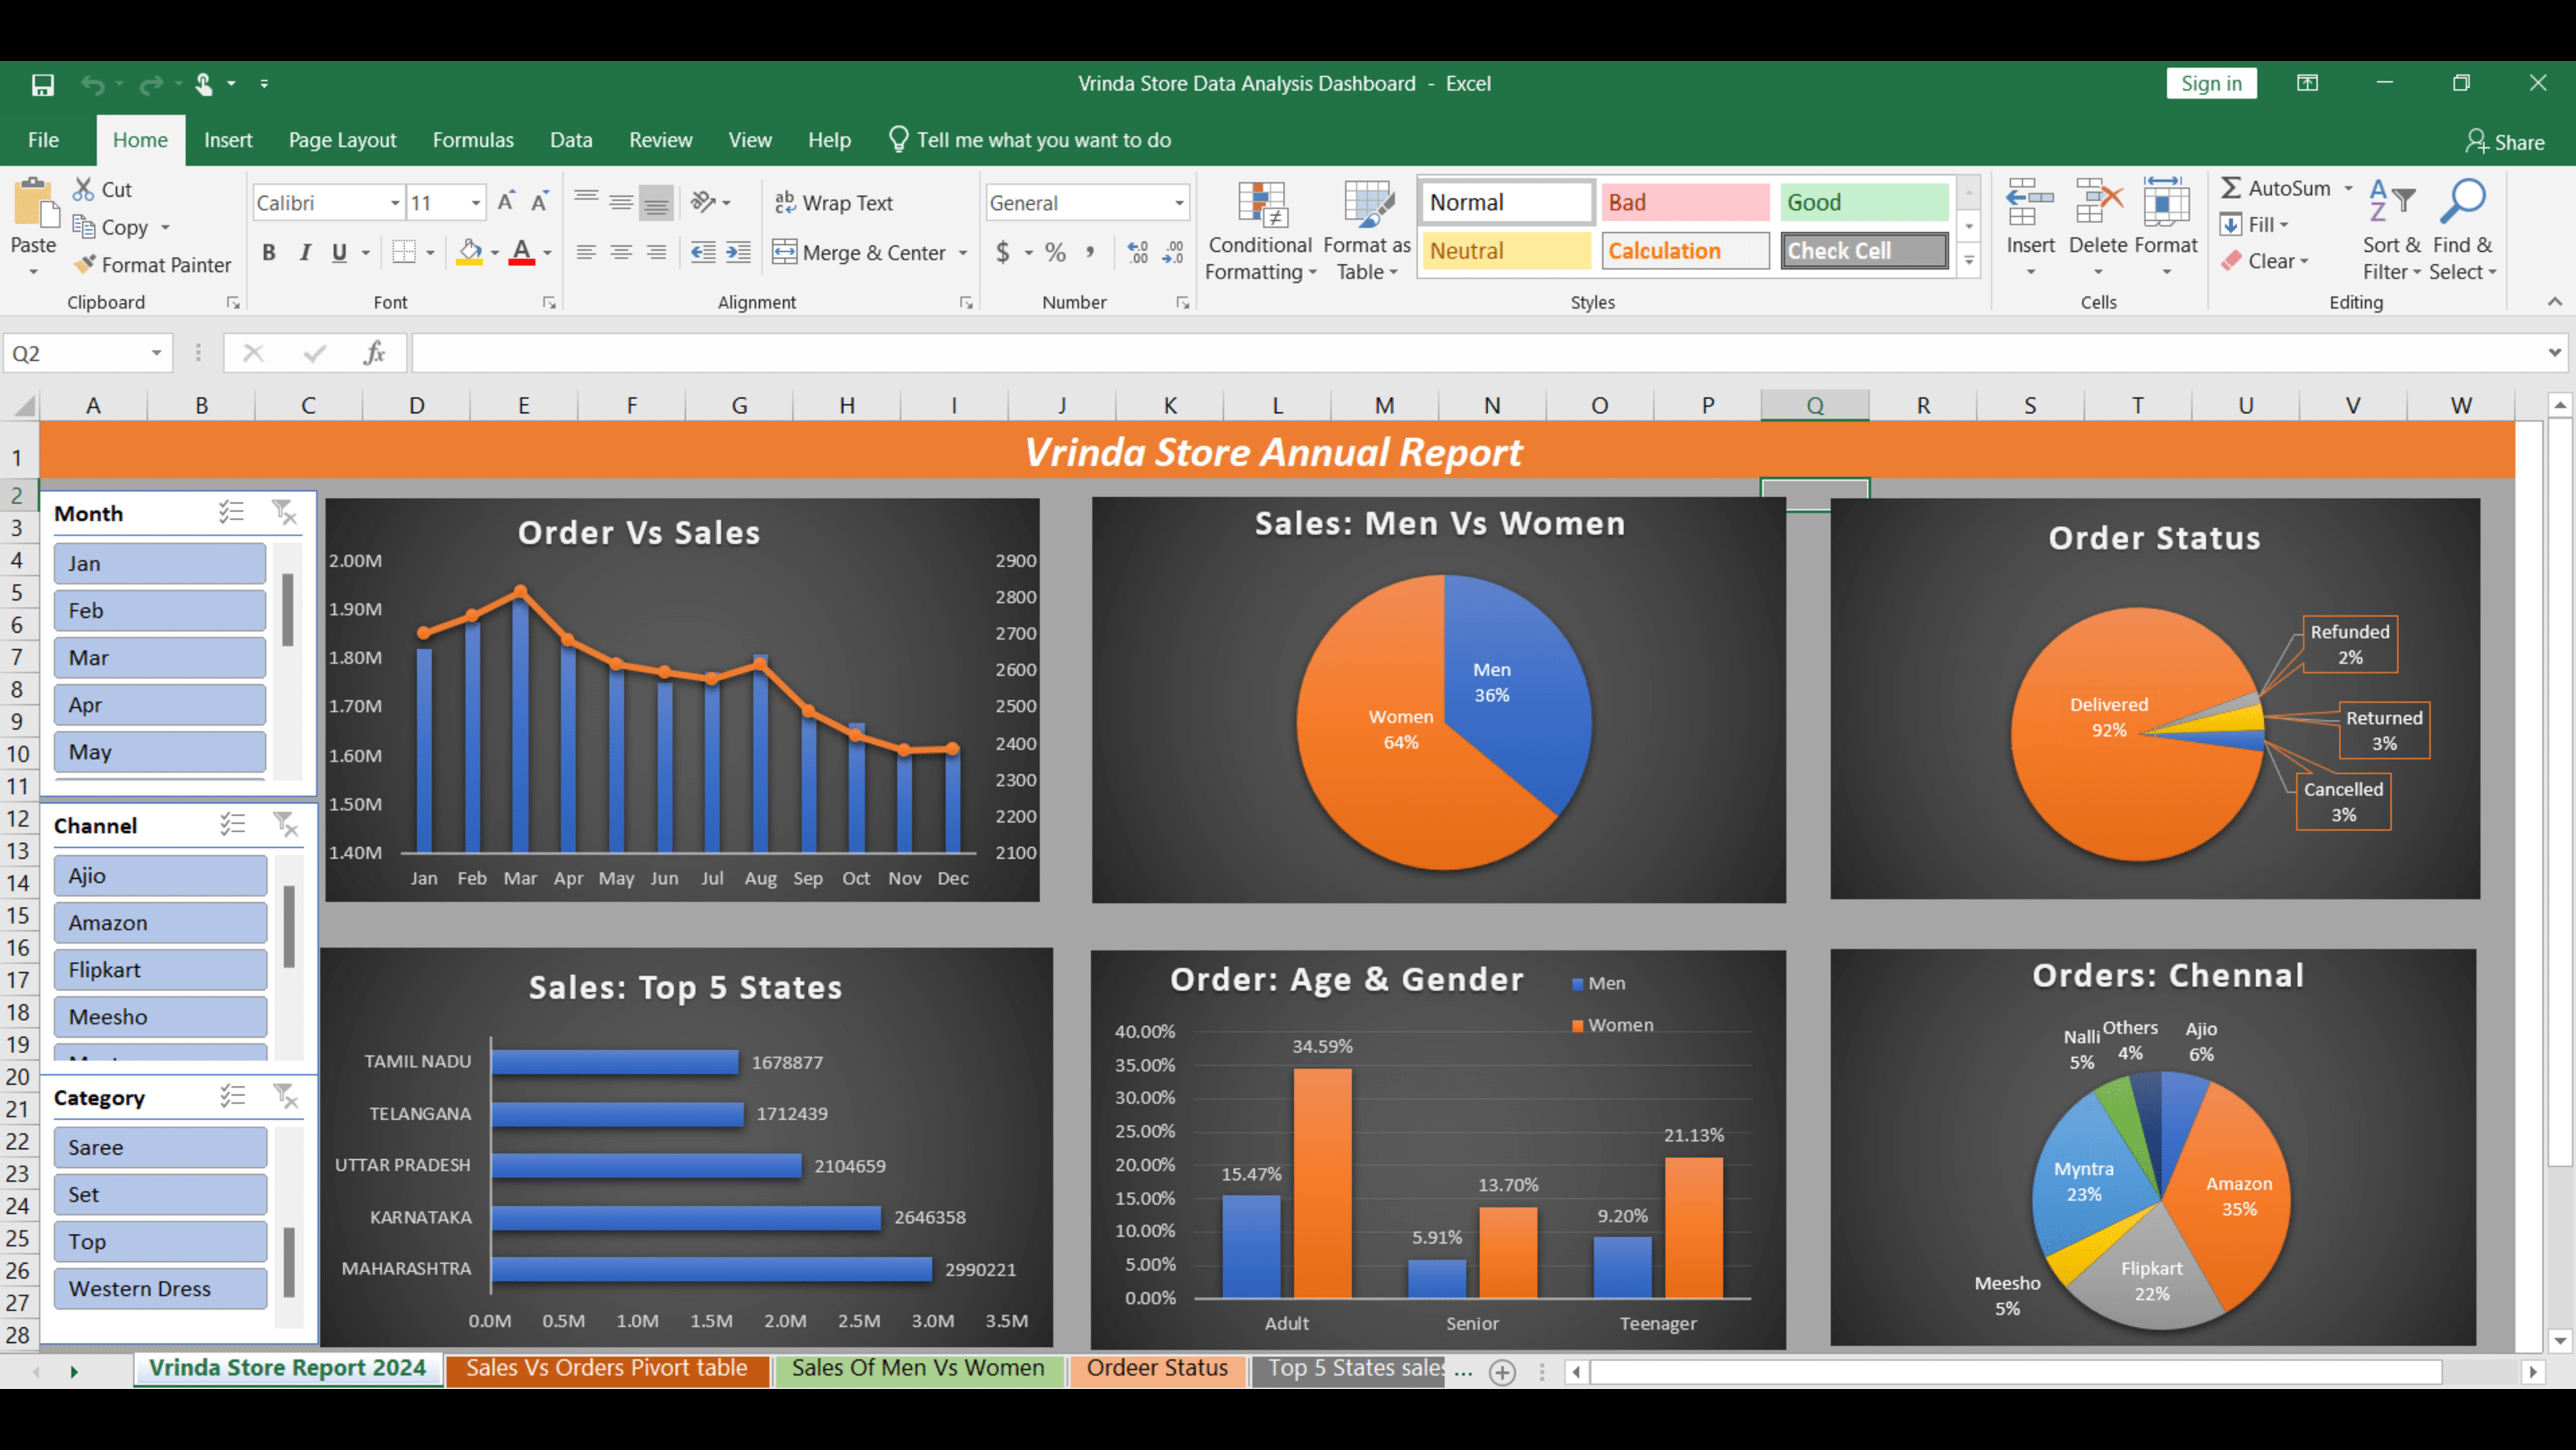 Vrinda Store Data Analysis Dashboard - Excel
Sign in
File Home Insert Page Layout Formulas Data Review View Help Tell me what you want to do
Share
Paste
Cut
Copy
Format Painter
Clipboard
Calibri 11
B I U
Font
Wrap Text
Merge & Center
Alignment
General
$ % ,
Number
Conditional Formatting
Format as Table
Normal Bad Good
Neutral Calculation Check Cell
Styles
Insert Delete Format
Cells
AutoSum
Fill
Clear
Sort & Filter
Find & Select
Editing
Q2
fx
A B C D E F G H I J K L M N O P Q R S T U V W
1
2
3
4
5
6
7
8
9
10
11
12
13
14
15
16
17
18
19
20
21
22
23
24
25
26
27
28
Vrinda Store Annual Report
Month
Jan
Feb
Mar
Apr
May
Channel
Ajio
Amazon
Flipkart
Meesho
Category
Saree
Set
Top
Western Dress
Order Vs Sales
2.00M
1.90M
1.80M
1.70M
1.60M
1.50M
1.40M
2900
2800
2700
2600
2500
2400
2300
2200
2100
Jan Feb Mar Apr May Jun Jul Aug Sep Oct Nov Dec
Sales: Men Vs Women
Men
36%
Women
64%
Order Status
Delivered
92%
Refunded
2%
Returned
3%
Cancelled
3%
Sales: Top 5 States
TAMIL NADU 1678877
TELANGANA 1712439
UTTAR PRADESH 2104659
KARNATAKA 2646358
MAHARASHTRA 2990221
0.0M 0.5M 1.0M 1.5M 2.0M 2.5M 3.0M 3.5M
Order: Age & Gender
Men
Women
40.00%
35.00%
30.00%
25.00%
20.00%
15.00%
10.00%
5.00%
0.00%
15.47%
34.59%
5.91%
13.70%
9.20%
21.13%
Adult Senior Teenager
Orders: Chennal
Nalli
5%
Others
4%
Ajio
6%
Myntra
23%
Amazon
35%
Flipkart
22%
Meesho
5%
Vrinda Store Report 2024 Sales Vs Orders Pivort table Sales Of Men Vs Women Ordeer Status Top 5 States sales ...